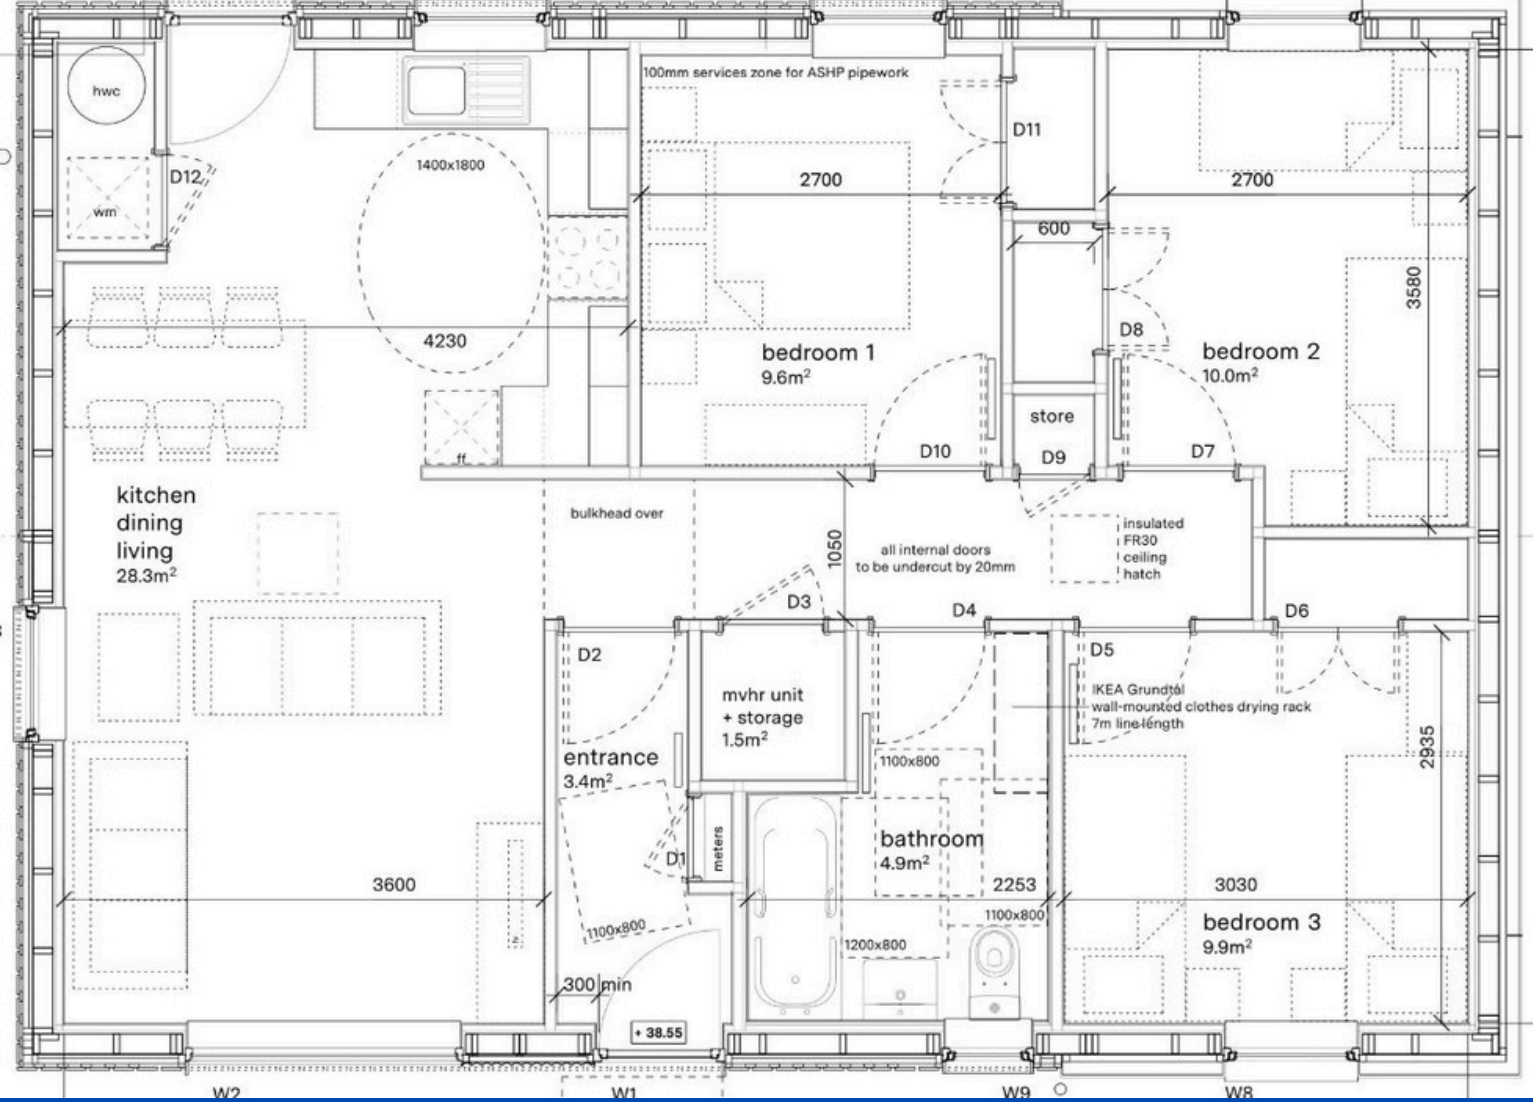 hwc
wm
D12
1400x1800
100mm services zone for ASHP pipework
D11
2700
2700
600
4230
D8
3580
bedroom 1
9.6m²
bedroom 2
10.0m²
store
D10
D9
D7
ff
kitchen
dining
living
28.3m²
bulkhead over
1050
all internal doors
to be undercut by 20mm
insulated
FR30
ceiling
hatch
D3
D4
D6
D2
D5
mvhr unit
+ storage
1.5m²
IKEA Grundtal
wall-mounted clothes drying rack
7m line length
2935
entrance
3.4m²
1100x800
D1
meters
bathroom
4.9m²
3600
2253
3030
1100x800
1100x800
1200x800
bedroom 3
9.9m²
tv
300 min
+ 38.55
W2
W1
W9
W8